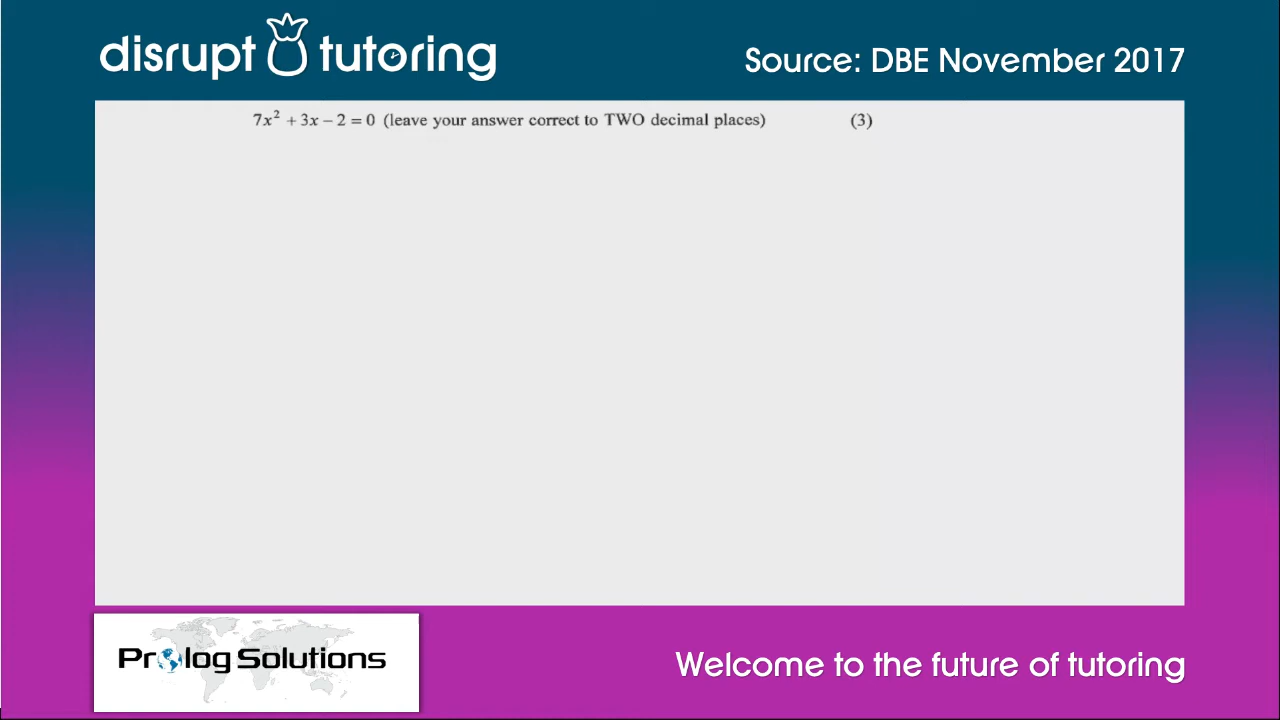 disrupt tutoring
Source: DBE November 2017
7x² + 3x − 2 = 0 (leave your answer correct to TWO decimal places) (3)
Prolog Solutions
Welcome to the future of tutoring